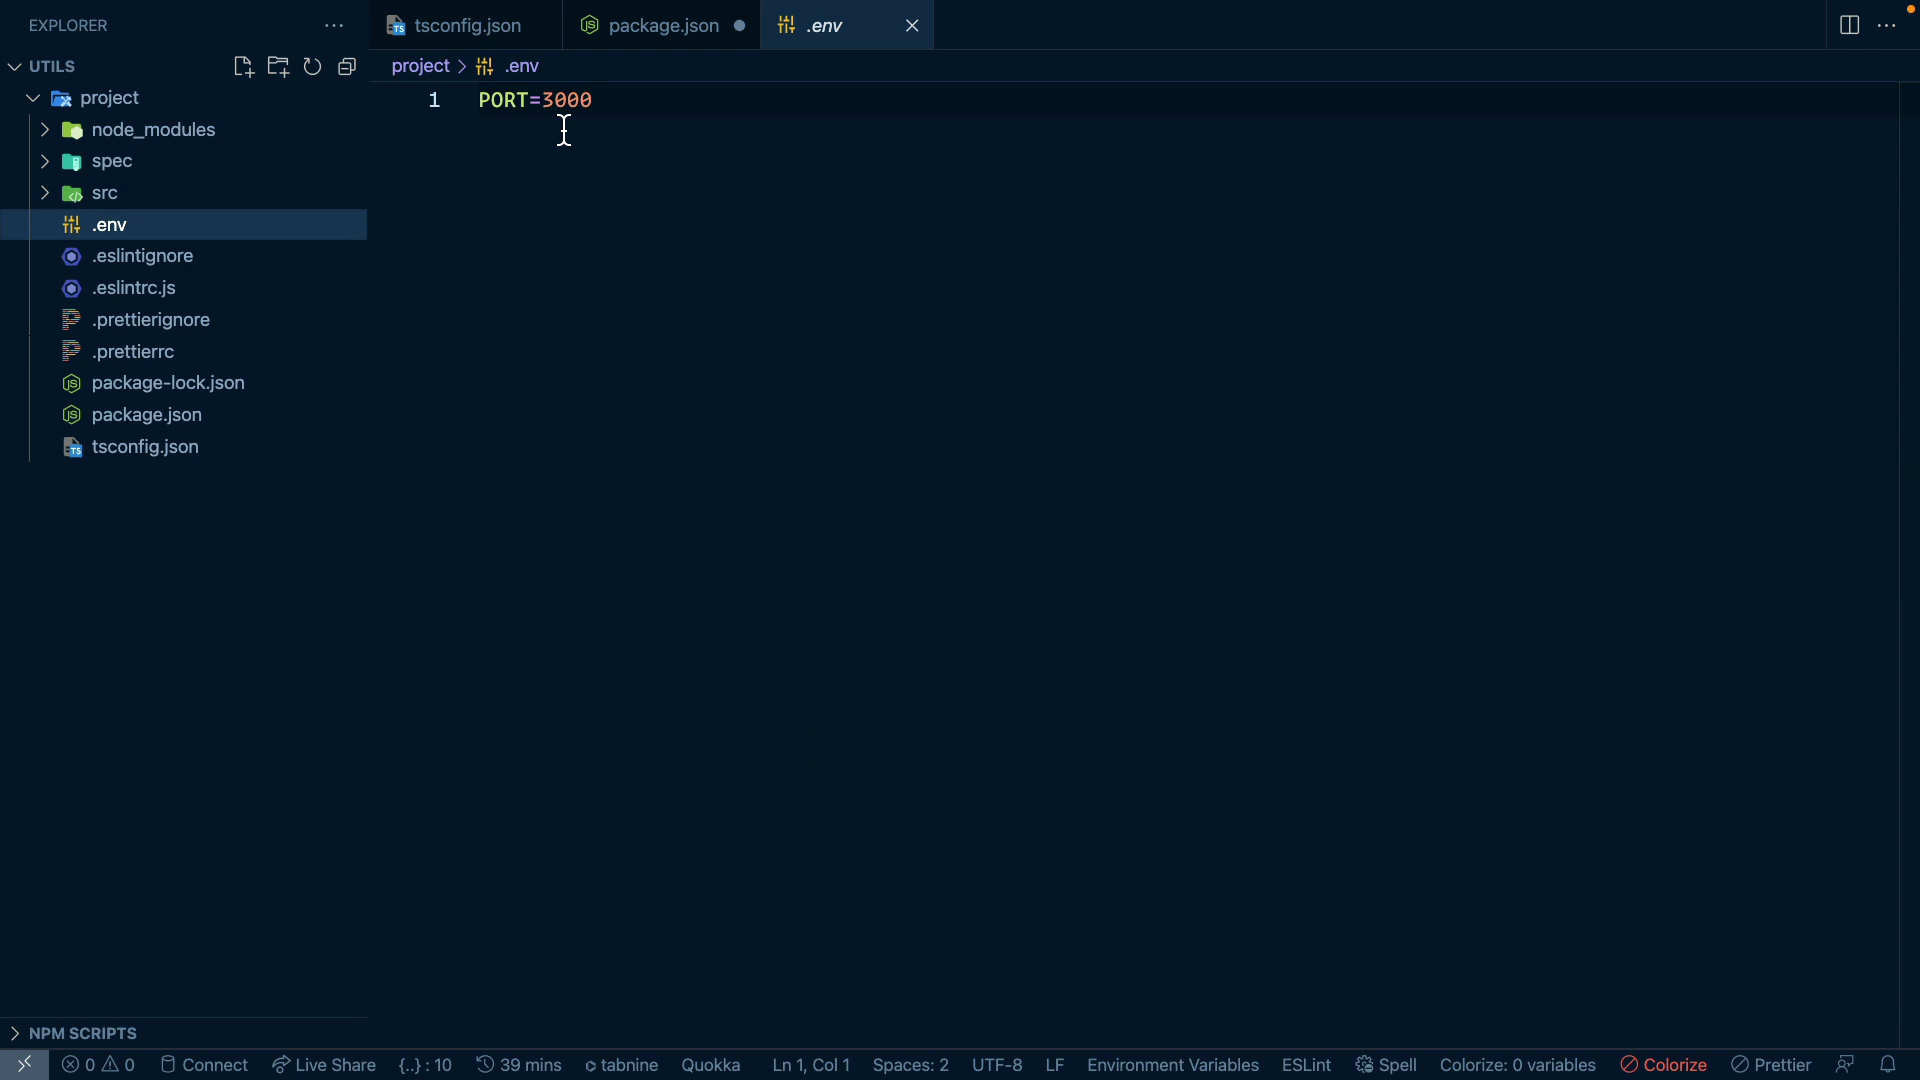 EXPLORER
tsconfig.json
package.json
.env
UTILS
project > .env
project
1 PORT=3000
node_modules
spec
src
.env
.eslintignore
.eslintrc.js
.prettierignore
.prettierrc
package-lock.json
package.json
tsconfig.json
NPM SCRIPTS
0 0 Connect Live Share {..} : 10 39 mins tabnine Quokka Ln 1, Col 1 Spaces: 2 UTF-8 LF Environment Variables ESLint Spell Colorize: 0 variables Colorize Prettier